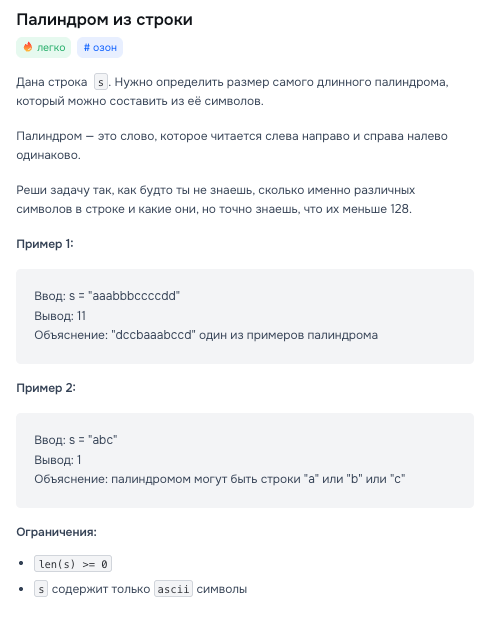 Палиндром из строки
🔥 легко # озон
Дана строка s. Нужно определить размер самого длинного палиндрома,
который можно составить из её символов.
Палиндром — это слово, которое читается слева направо и справа налево
одинаково.
Реши задачу так, как будто ты не знаешь, сколько именно различных
символов в строке и какие они, но точно знаешь, что их меньше 128.
Пример 1:
Ввод: s = "aaabbbccccdd"
Вывод: 11
Объяснение: "dccbaaabccd" один из примеров палиндрома
Пример 2:
Ввод: s = "abc"
Вывод: 1
Объяснение: палиндромом могут быть строки "a" или "b" или "c"
Ограничения:
• len(s) >= 0
• s содержит только ascii символы